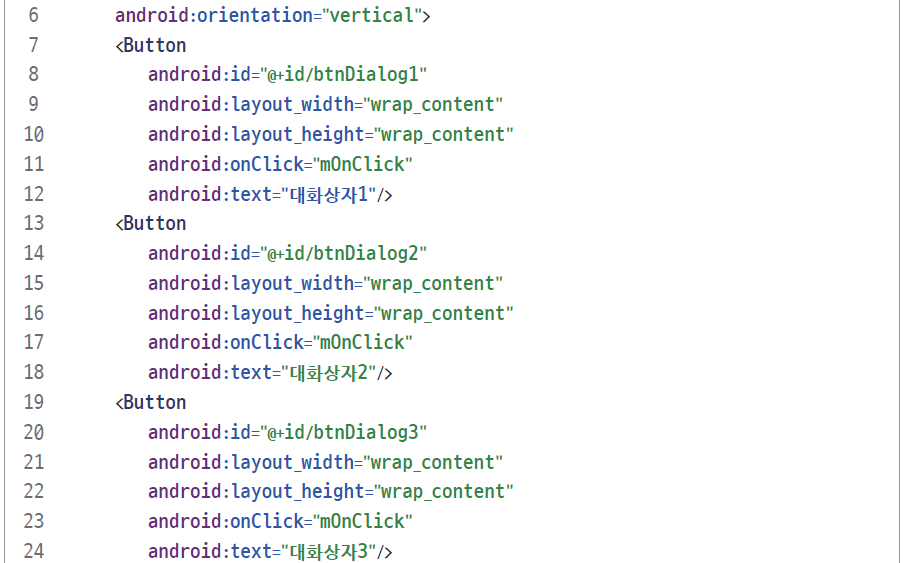 6 android:orientation="vertical">
7 <Button
8 android:id="@+id/btnDialog1"
9 android:layout_width="wrap_content"
10 android:layout_height="wrap_content"
11 android:onClick="mOnClick"
12 android:text="대화상자1"/>
13 <Button
14 android:id="@+id/btnDialog2"
15 android:layout_width="wrap_content"
16 android:layout_height="wrap_content"
17 android:onClick="mOnClick"
18 android:text="대화상자2"/>
19 <Button
20 android:id="@+id/btnDialog3"
21 android:layout_width="wrap_content"
22 android:layout_height="wrap_content"
23 android:onClick="mOnClick"
24 android:text="대화상자3"/>